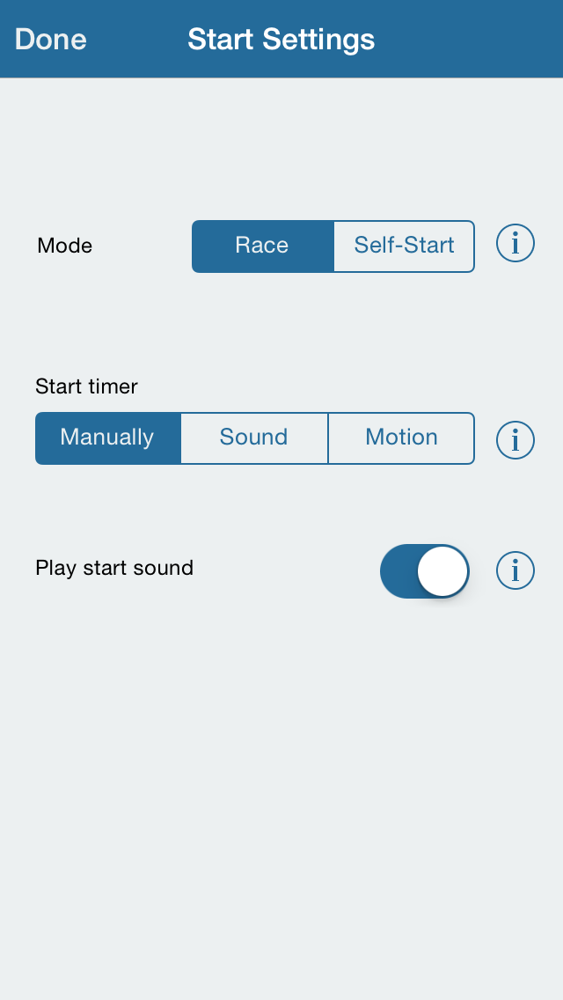 Done Start Settings
Mode Race Self-Start i
Start timer
Manually Sound Motion i
Play start sound i